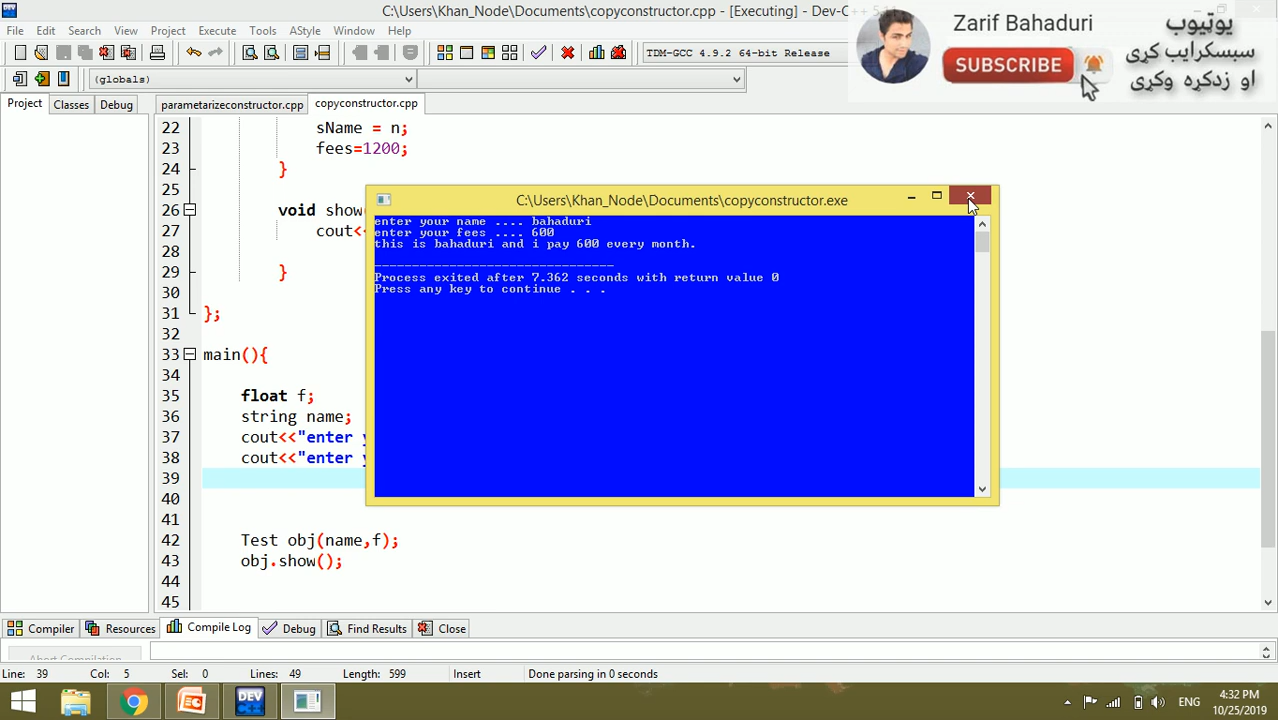 C:\Users\Khan_Node\Documents\copyconstructor.cpp - [Executing] - Dev-C++ 5.11
File Edit Search View Project Execute Tools AStyle Window Help
TDM-GCC 4.9.2 64-bit Release
(globals)
Project Classes Debug
parametarizeconstructor.cpp copyconstructor.cpp
Zarif Bahaduri
SUBSCRIBE
یوټیوب
سبسکرایب کړی
او زدکړه وکړی
22 sName = n;
23 fees=1200;
24 }
25
26 void show
27 cout<
28
29 }
30
31 };
32
33 main(){
34
35 float f;
36 string name;
37 cout<<"enter
38 cout<<"enter
39
40
41
42 Test obj(name,f);
43 obj.show();
44
45
C:\Users\Khan_Node\Documents\copyconstructor.exe
enter your name .... bahaduri
enter your fees .... 600
this is bahaduri and i pay 600 every month.
--------------------------------
Process exited after 7.362 seconds with return value 0
Press any key to continue . . .
Compiler Resources Compile Log Debug Find Results Close
Abort Compilation
Line: 39 Col: 5 Sel: 0 Lines: 49 Length: 599 Insert Done parsing in 0 seconds
DEV C++
ENG
4:32 PM
10/25/2019